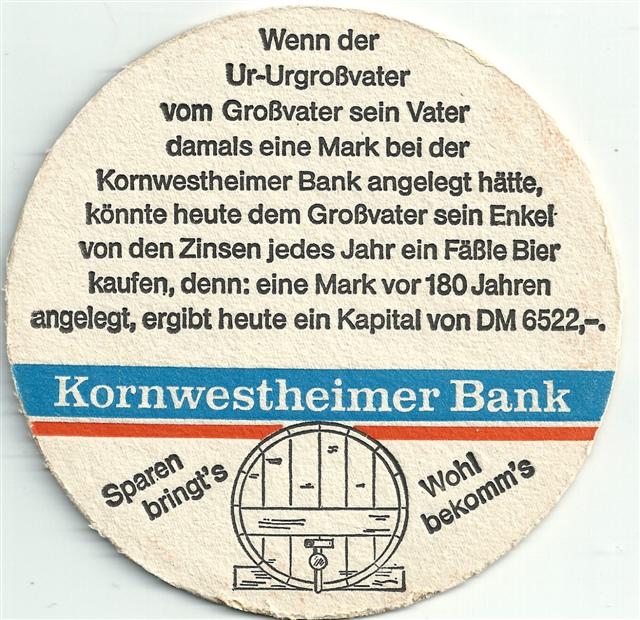 Wenn der
Ur-Urgroßvater
vom Großvater sein Vater
damals eine Mark bei der
Kornwestheimer Bank angelegt hätte,
könnte heute dem Großvater sein Enkel
von den Zinsen jedes Jahr ein Fäßle Bier
kaufen, denn: eine Mark vor 180 Jahren
angelegt, ergibt heute ein Kapital von DM 6522,-.
Kornwestheimer Bank
Sparen
bringt's
Wohl
bekomm's